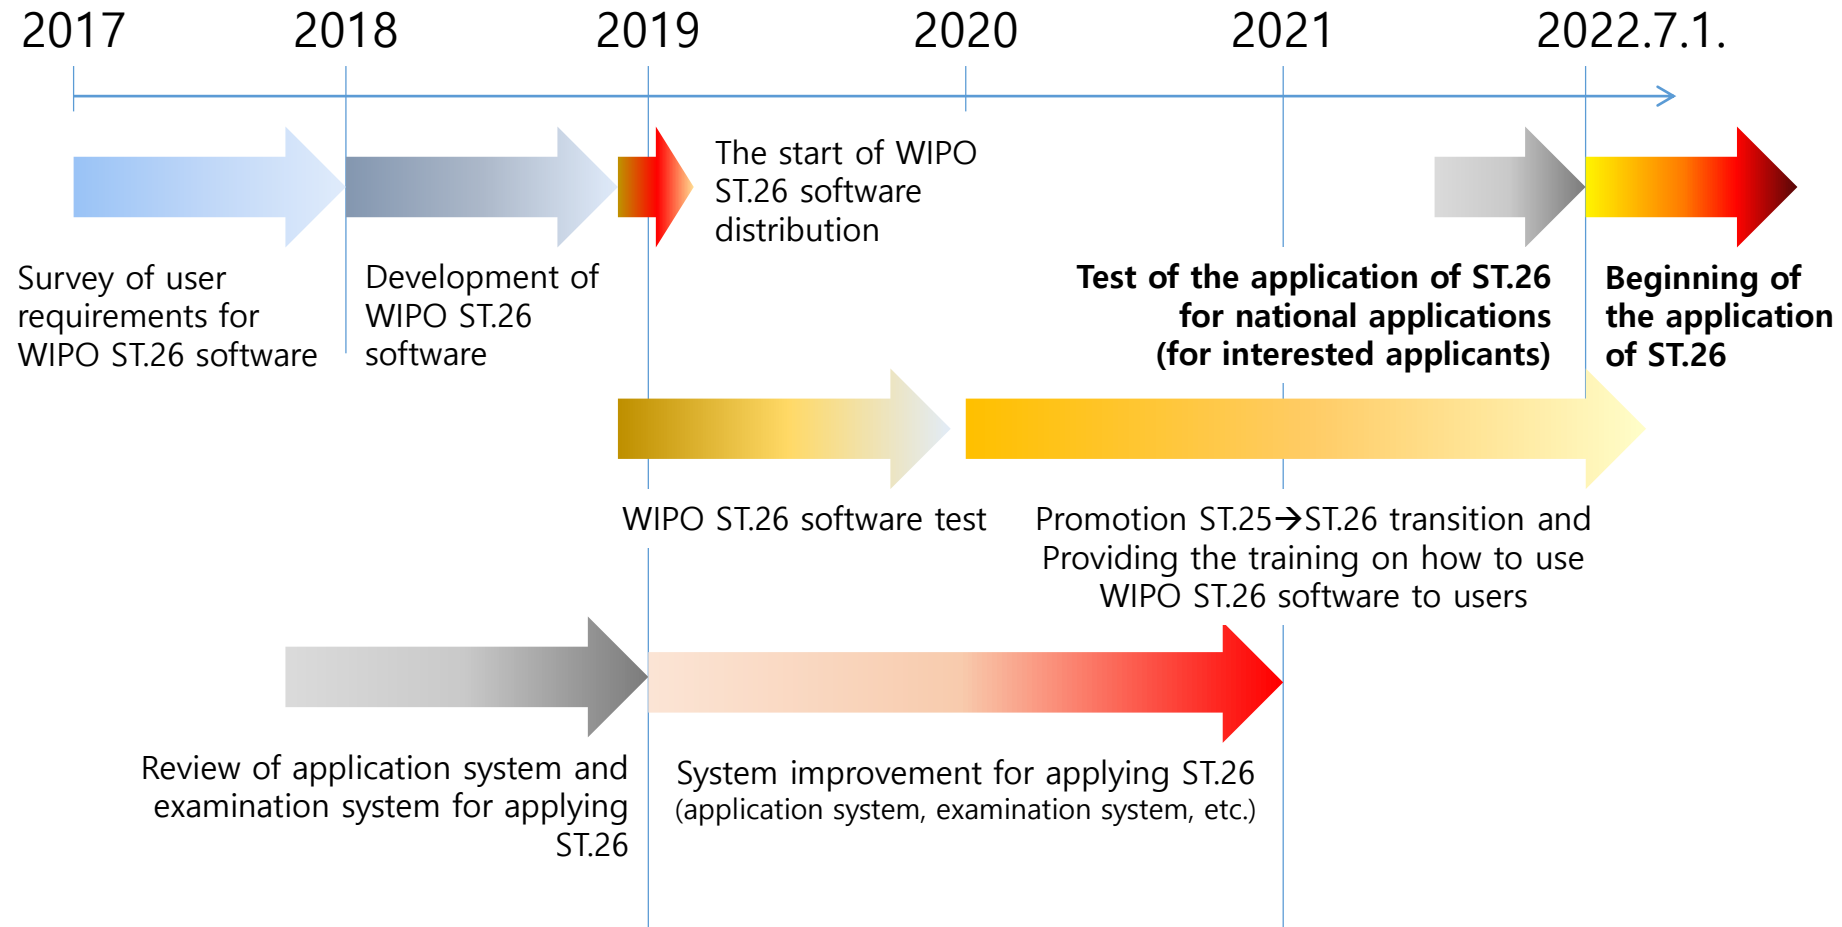 2017
2018
2019
2020
2021
2022.7.1.
The start of WIPO
ST.26 software
distribution
Survey of user
requirements for
WIPO ST.26 software
Development of
WIPO ST.26
software
Test of the application of ST.26
for national applications
(for interested applicants)
Beginning of
the application
of ST.26
WIPO ST.26 software test
Promotion ST.25→ST.26 transition and
Providing the training on how to use
WIPO ST.26 software to users
Review of application system and
examination system for applying
ST.26
System improvement for applying ST.26
(application system, examination system, etc.)